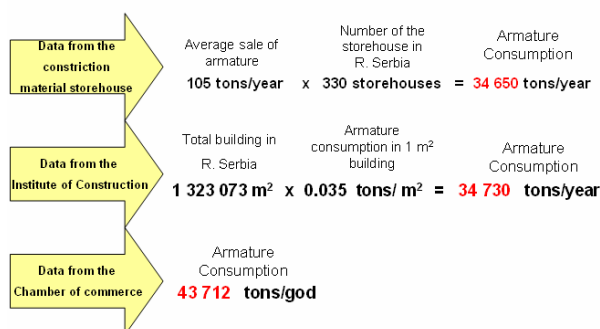 Data from the
constriction
material storehouse
Average sale of
armature
105 tons/year
x
Number of the
storehouse in
R. Serbia
330 storehouses
=
Armature
Consumption
34 650 tons/year
Data from the
Institute of Construction
Total building in
R. Serbia
1 323 073 m²
x
Armature
consumption in 1 m²
building
0.035 tons/ m²
=
Armature
Consumption
34 730 tons/year
Data from the
Chamber of commerce
Armature
Consumption
43 712 tons/god